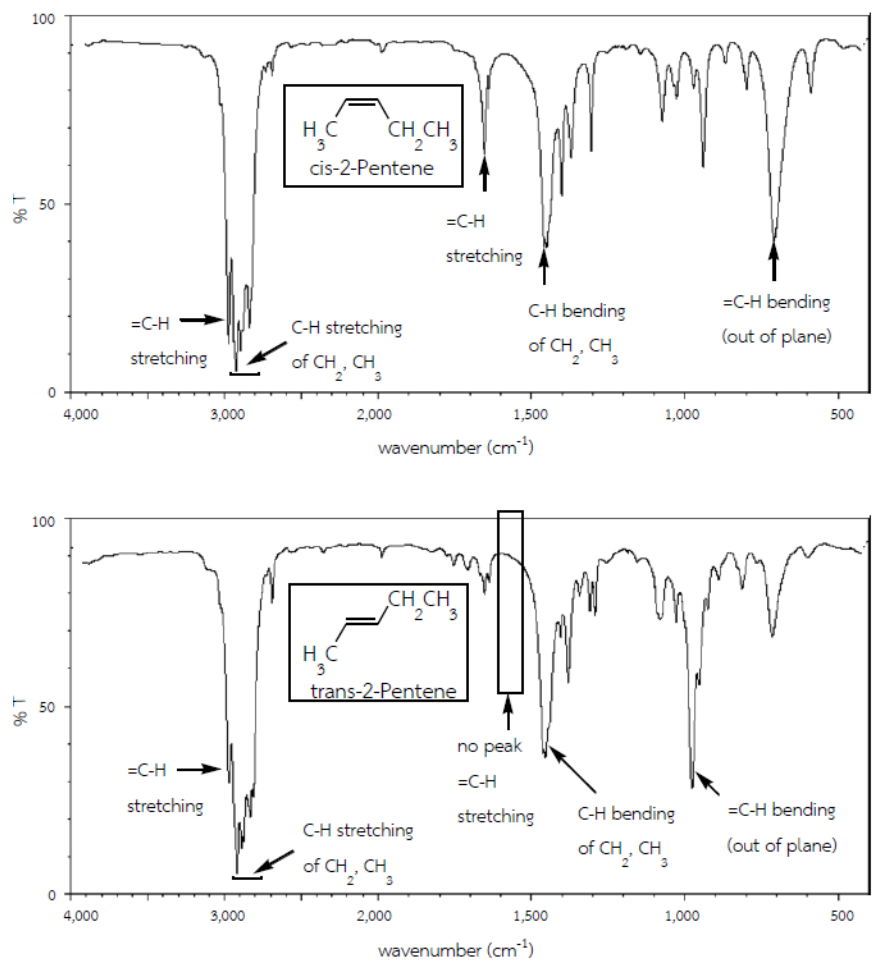 100
H₃C CH₂CH₃
cis-2-Pentene
50
% T
=C-H
stretching
=C-H
stretching
C-H stretching
of CH₂, CH₃
C-H bending
of CH₂, CH₃
=C-H bending
(out of plane)
0
4,000 3,000 2,000 1,500 1,000 500
wavenumber (cm⁻¹)
100
CH₂CH₃
H₃C
trans-2-Pentene
50
% T
no peak
=C-H
stretching
=C-H
stretching
C-H stretching
of CH₂, CH₃
C-H bending
of CH₂, CH₃
=C-H bending
(out of plane)
0
4,000 3,000 2,000 1,500 1,000 500
wavenumber (cm⁻¹)